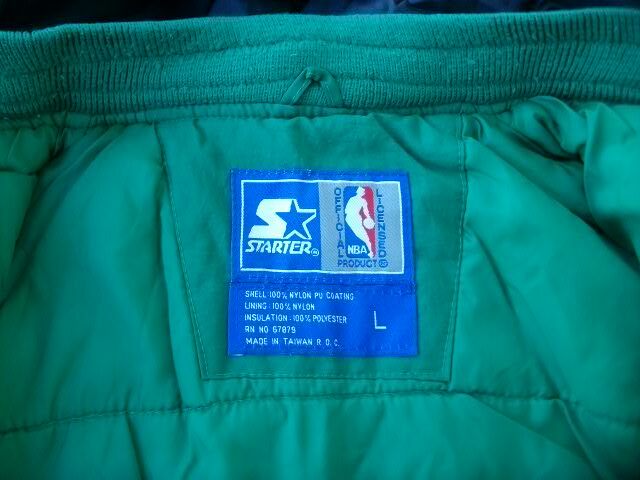 STARTER
OFFICIAL
LICENSED
NBA
PRODUCT
SHELL:100% NYLON PU COATING
LINING:100% NYLON
INSULATION:100% POLYESTER
RN NO 67079
MADE IN TAIWAN R.O.C.
L